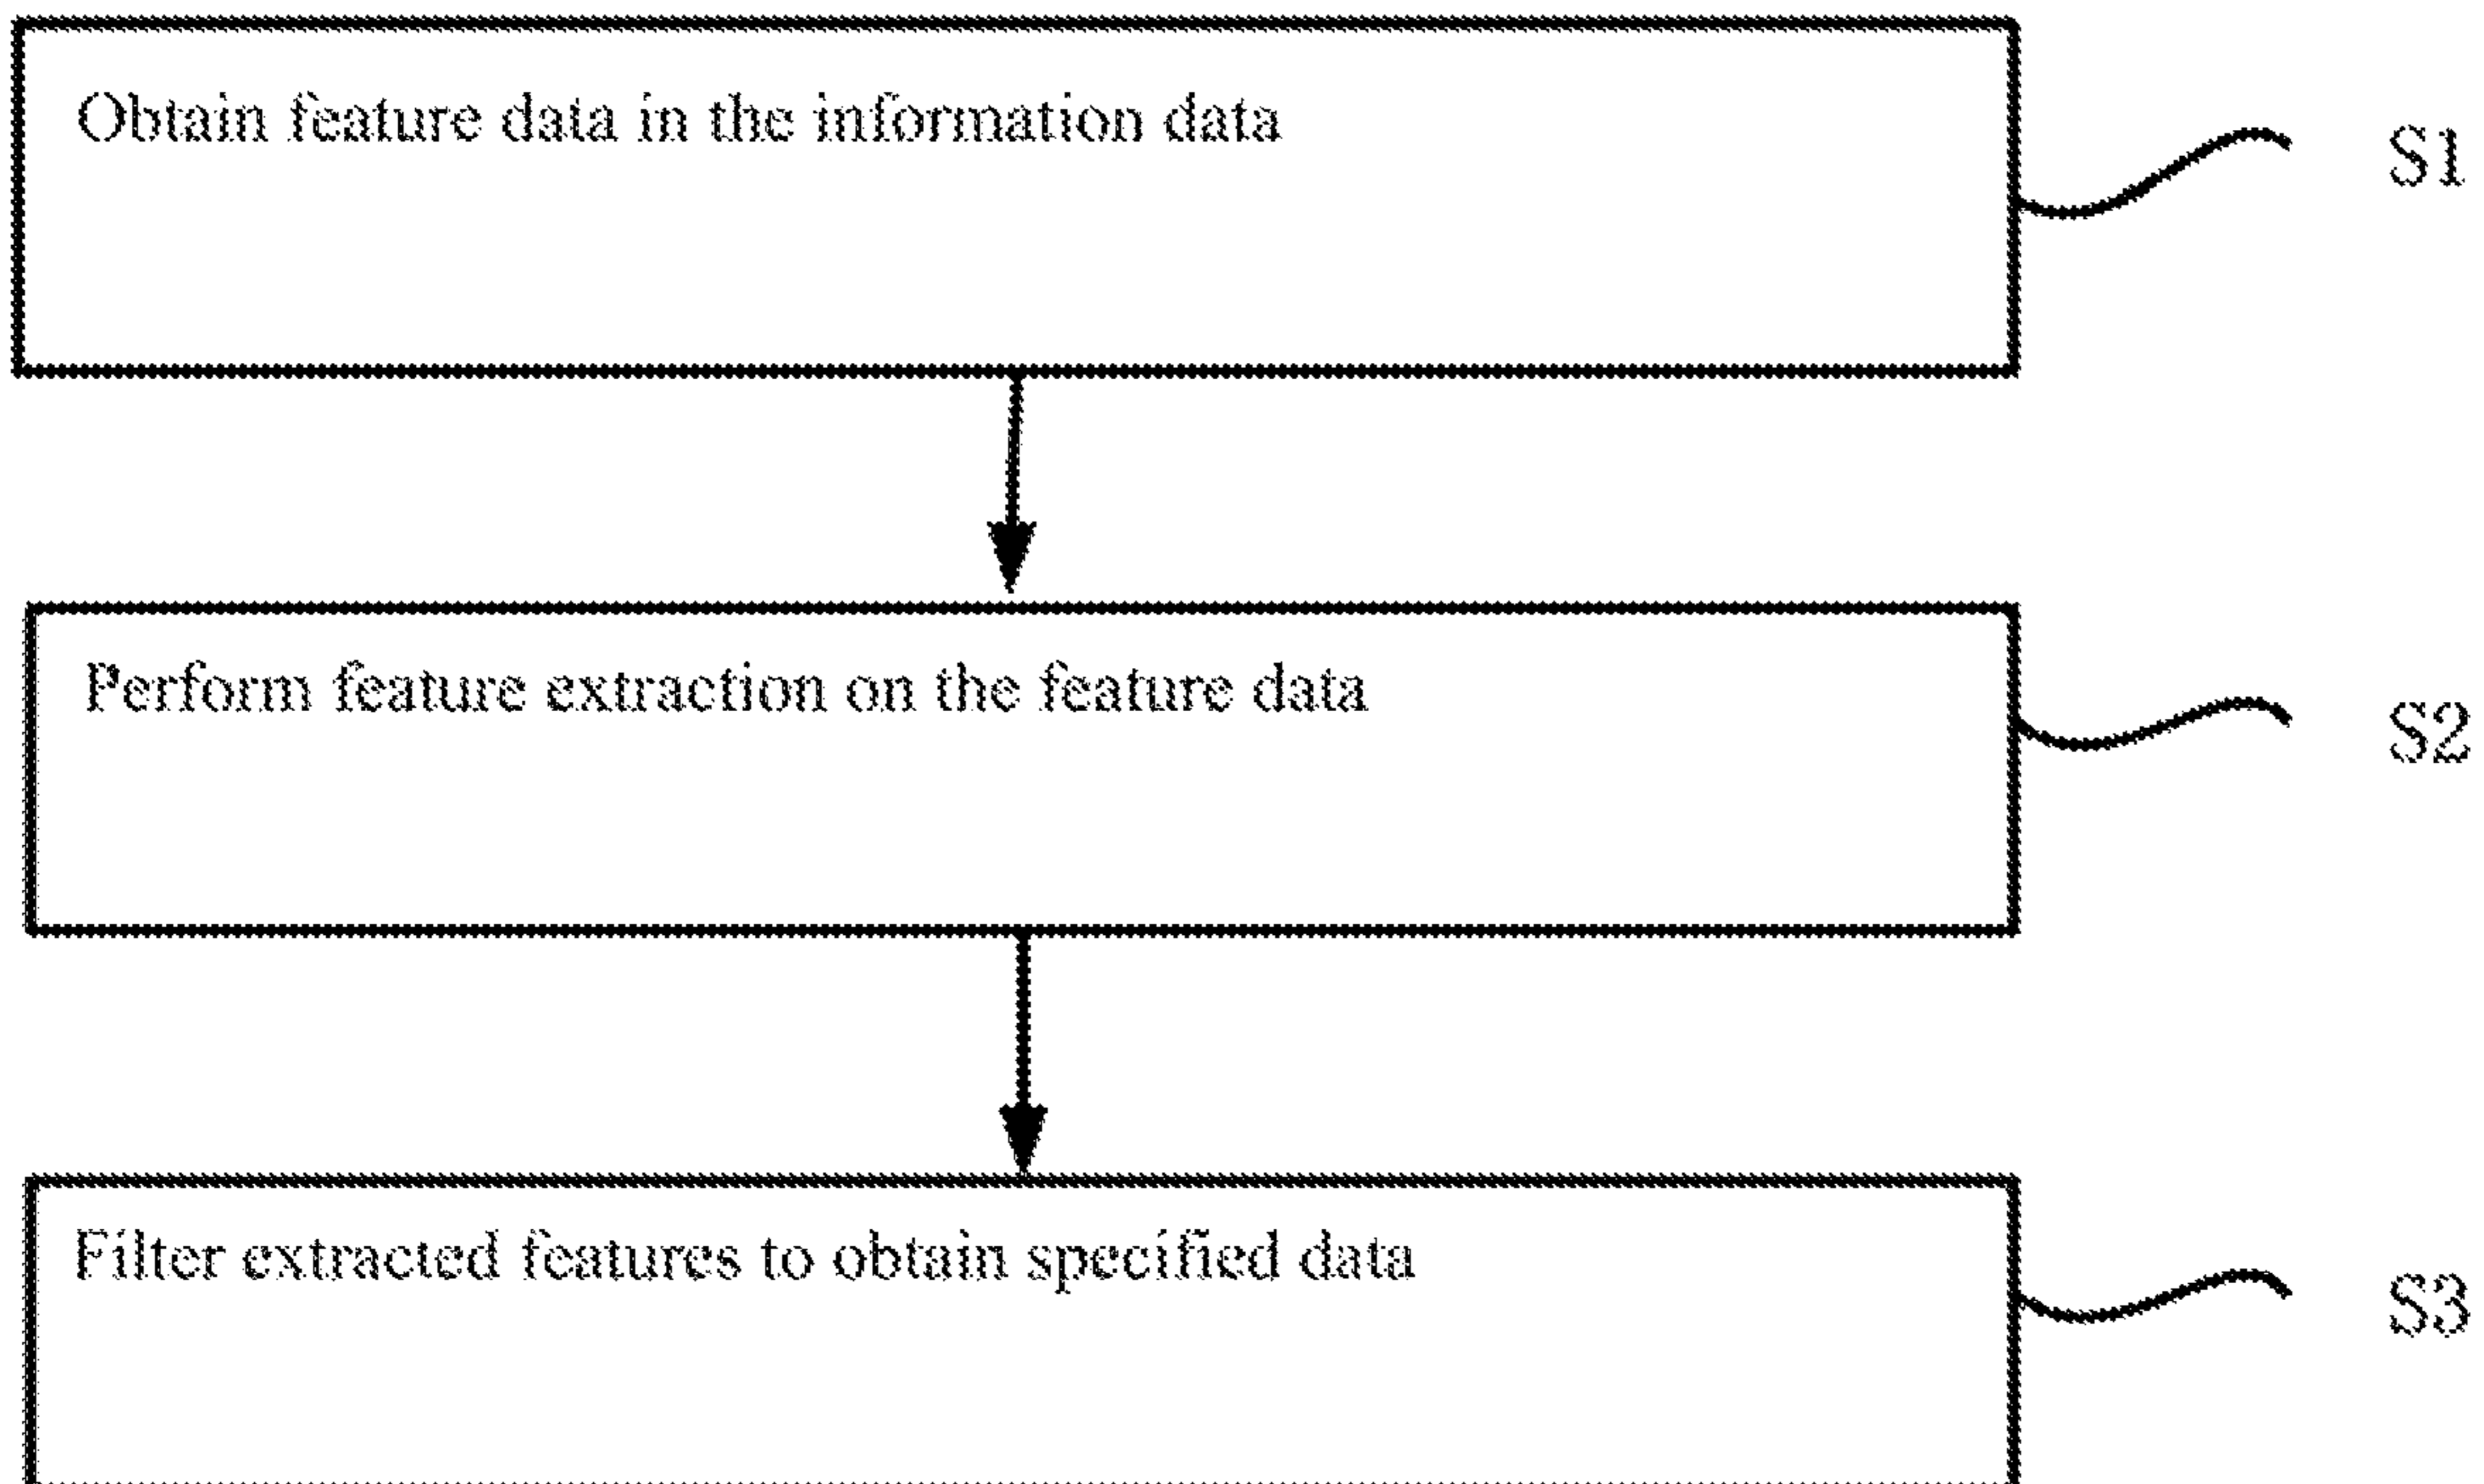 Obtain feature data in the information data
S1
Perform feature extraction on the feature data
S2
Filter extracted features to obtain specified data
S3